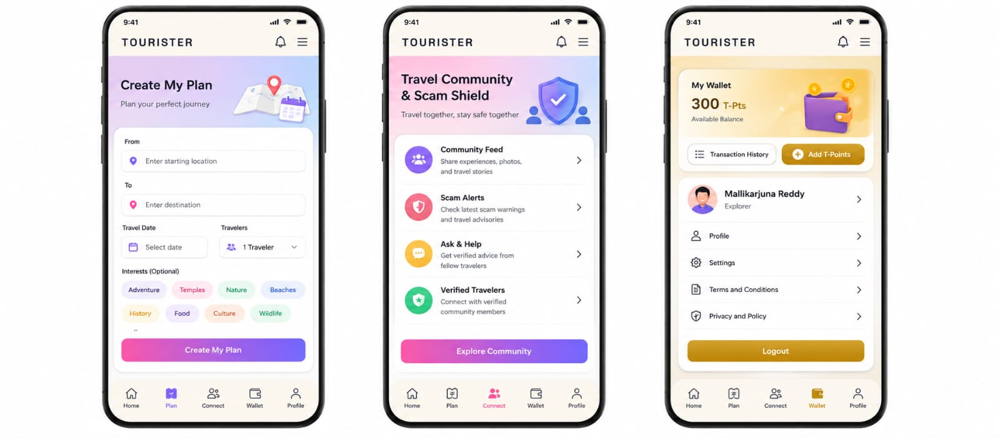 9:41
TOURISTER
Create My Plan
Plan your perfect journey
From
Enter starting location
To
Enter destination
Travel Date
Travelers
Select date
1 Traveler
Interests (Optional)
Adventure
Temples
Nature
Beaches
History
Food
Culture
Wildlife
Create My Plan
Home
Plan
Connect
Wallet
Profile
9:41
TOURISTER
Travel Community
& Scam Shield
Travel together, stay safe together
Community Feed
Share experiences, photos,
and travel stories
Scam Alerts
Check latest scam warnings
and travel advisories
Ask & Help
Get verified advice from
fellow travelers
Verified Travelers
Connect with verified
community members
Explore Community
Home
Plan
Connect
Wallet
Profile
9:41
TOURISTER
My Wallet
300 T-Pts
Available Balance
Transaction History
Add T-Points
Mallikarjuna Reddy
Explorer
Profile
Settings
Terms and Conditions
Privacy and Policy
Logout
Home
Plan
Connect
Wallet
Profile